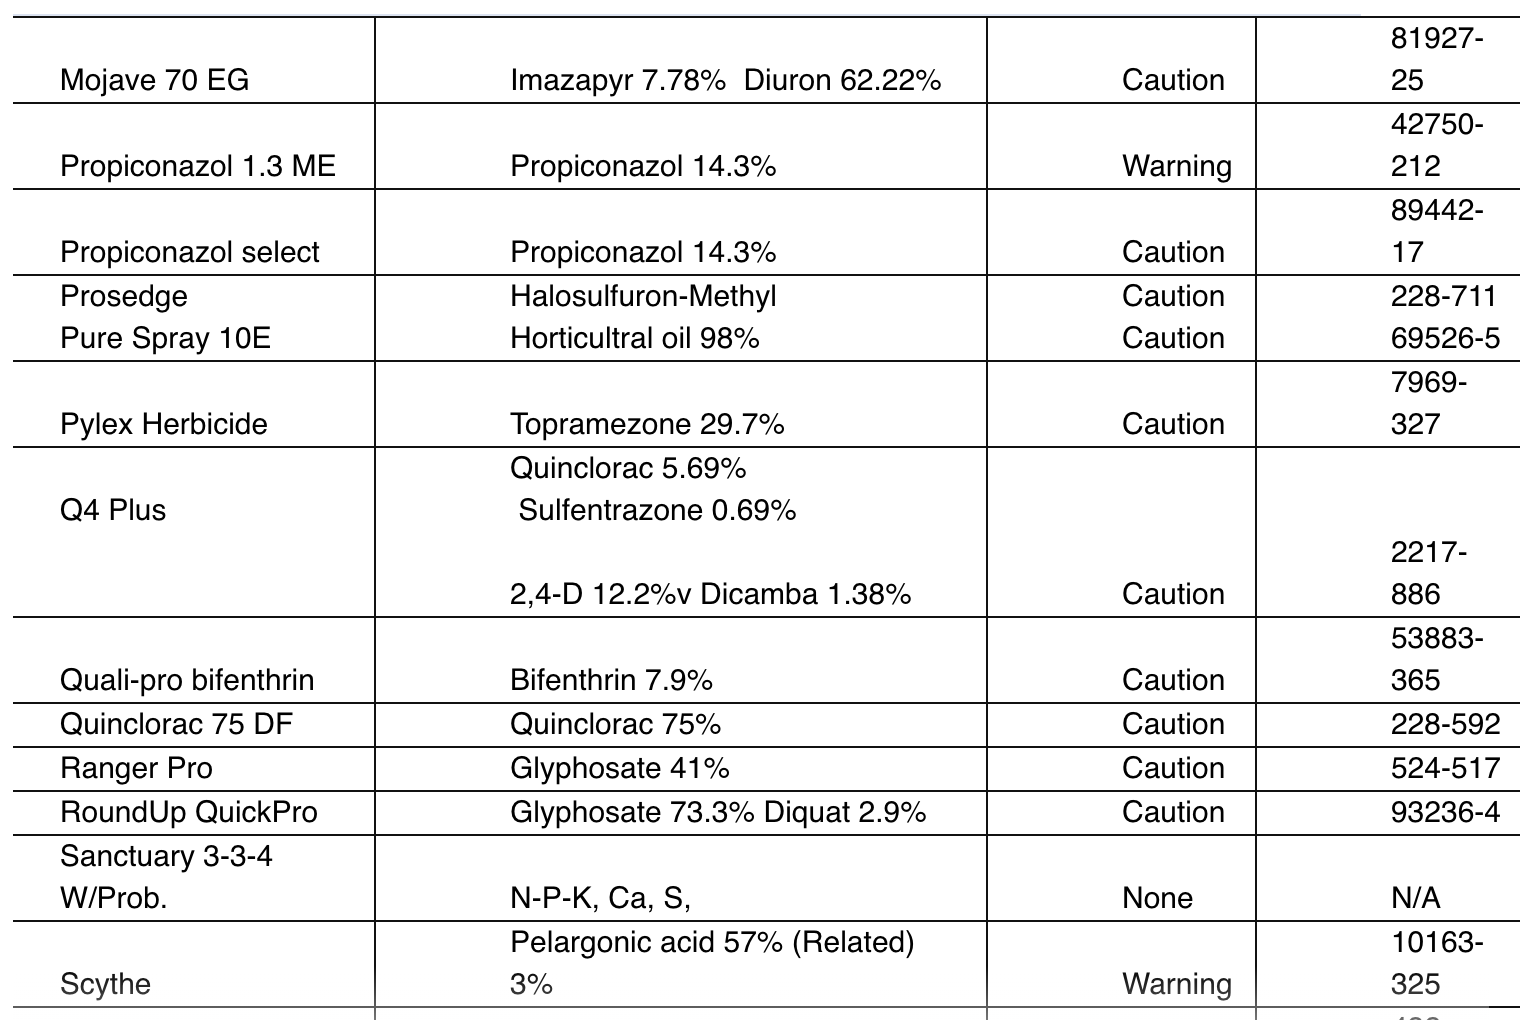 81927-
Mojave 70 EG Imazapyr 7.78%  Diuron 62.22% Caution 25
42750-
Propiconazol 1.3 ME Propiconazol 14.3% Warning 212
89442-
Propiconazol select Propiconazol 14.3% Caution 17
Prosedge Halosulfuron-Methyl Caution 228-711
Pure Spray 10E Horticultral oil 98% Caution 69526-5
7969-
Pylex Herbicide Topramezone 29.7% Caution 327
Quinclorac 5.69%
Q4 Plus Sulfentrazone 0.69%
2217-
2,4-D 12.2%v Dicamba 1.38% Caution 886
53883-
Quali-pro bifenthrin Bifenthrin 7.9% Caution 365
Quinclorac 75 DF Quinclorac 75% Caution 228-592
Ranger Pro Glyphosate 41% Caution 524-517
RoundUp QuickPro Glyphosate 73.3% Diquat 2.9% Caution 93236-4
Sanctuary 3-3-4
W/Prob. N-P-K, Ca, S, None N/A
Pelargonic acid 57% (Related) 10163-
Scythe 3% Warning 325